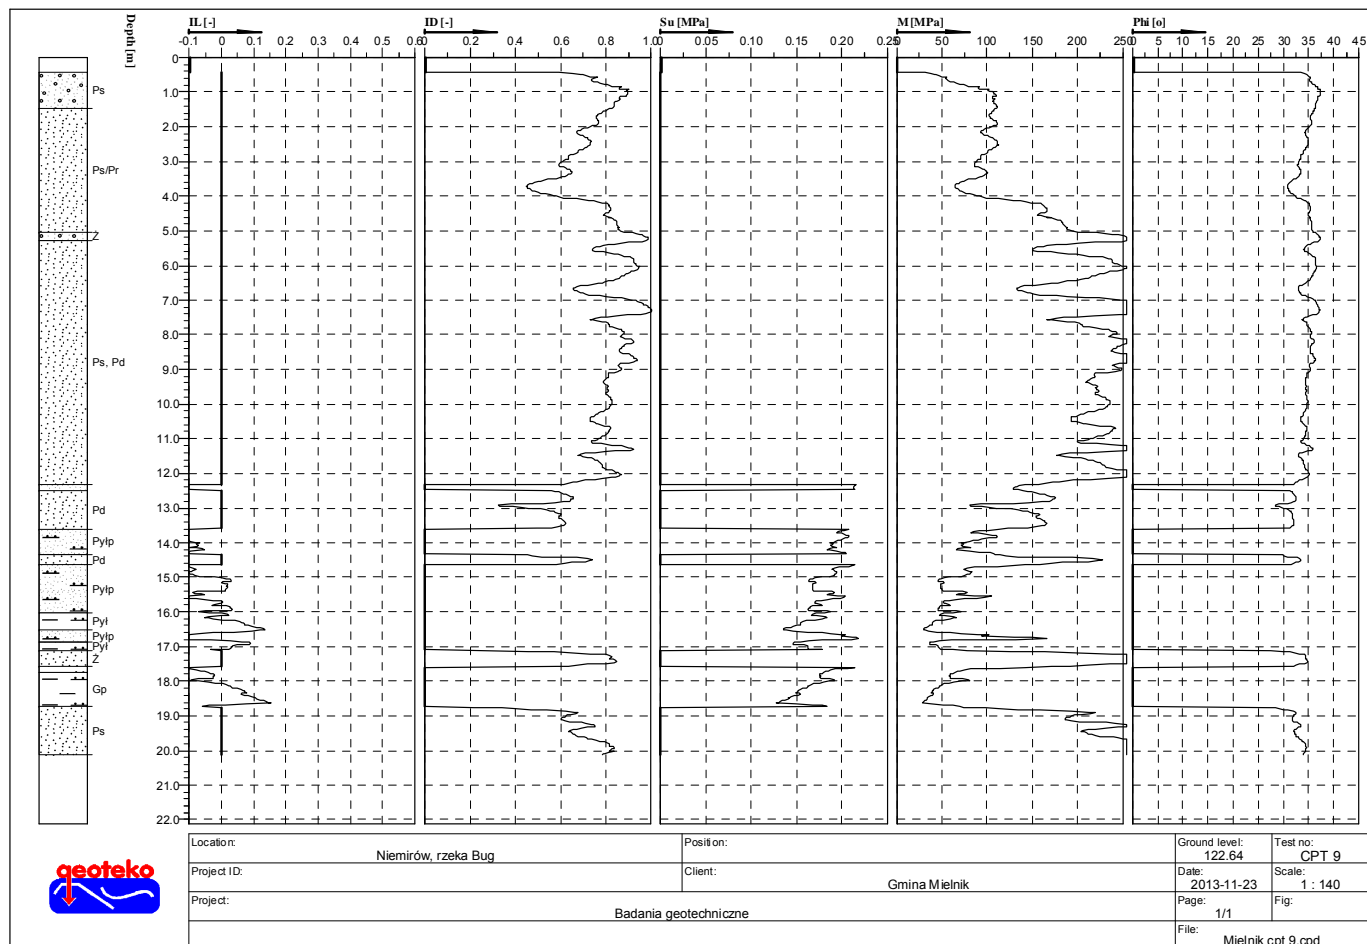 IL [-]
ID [-]
Su [MPa]
M [MPa]
Phi [o]
Depth [m]
-0.1 0 0.1 0.2 0.3 0.4 0.5 0.6
0 0.2 0.4 0.6 0.8 1.0
0 0.05 0.10 0.15 0.20 0.25
0 50 100 150 200 250
0 5 10 15 20 25 30 35 40 45
0
1.0
2.0
3.0
4.0
5.0
6.0
7.0
8.0
9.0
10.0
11.0
12.0
13.0
14.0
15.0
16.0
17.0
18.0
19.0
20.0
21.0
22.0
Ps
Ps/Pr
Ż
Ps, Pd
Pd
Pyłp
Pd
Pyłp
Pył
Pyłp
Pył
Ż
Gp
Ps
geoteko
Location:
Niemirów, rzeka Bug
Position:
Ground level:
122.64
Test no:
CPT 9
Project ID:
Client:
Gmina Mielnik
Date:
2013-11-23
Scale:
1 : 140
Project:
Badania geotechniczne
Page:
1/1
Fig:
File:
Mielnik cpt 9.cpd